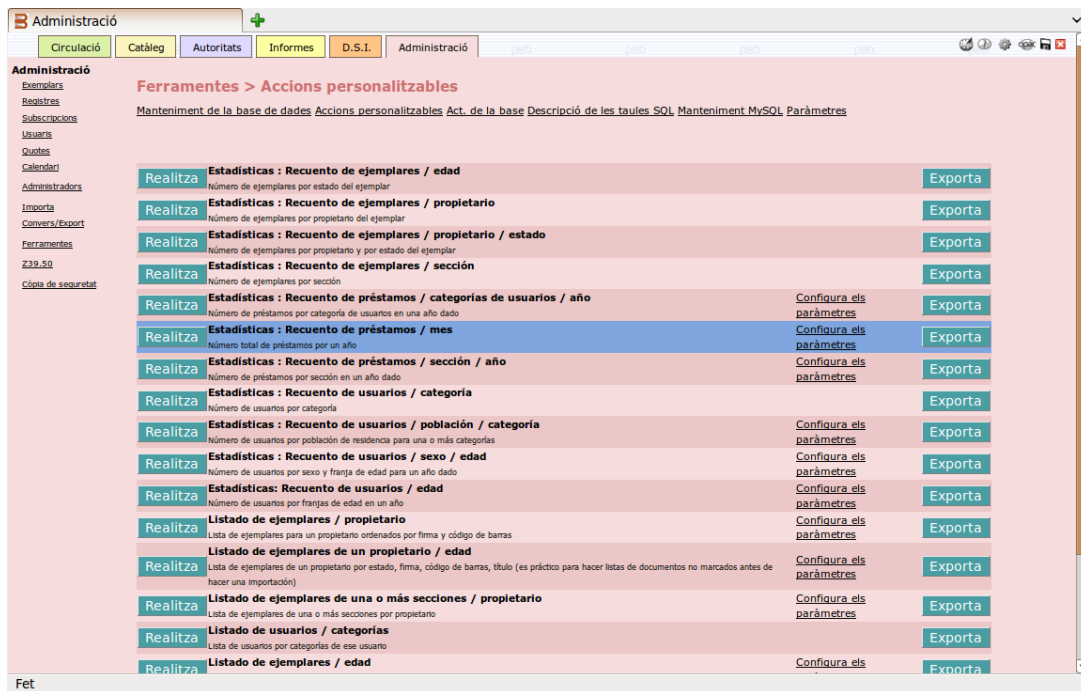 Administració
Circulació
Catàleg
Autoritats
Informes
D.S.I.
Administració
pmb
pmb
pmb
pmb
opac
Administració
Exemplars
Registres
Subscripcions
Usuaris
Quotes
Calendari
Administradors
Importa
Convers/Export
Ferramentes
Z39.50
Còpia de seguretat
Ferramentes > Accions personalitzables
Manteniment de la base de dades Accions personalitzables Act. de la base Descripció de les taules SQL Manteniment MySQL Paràmetres
Realitza
Estadísticas : Recuento de ejemplares / edad
Número de ejemplares por estado del ejemplar
Exporta
Realitza
Estadísticas : Recuento de ejemplares / propietario
Número de ejemplares por propietario del ejemplar
Exporta
Realitza
Estadísticas : Recuento de ejemplares / propietario / estado
Número de ejemplares por propietario y por estado del ejemplar
Exporta
Realitza
Estadísticas : Recuento de ejemplares / sección
Número de ejemplares por sección
Exporta
Realitza
Estadísticas : Recuento de préstamos / categorías de usuarios / año
Número de préstamos por categoría de usuarios en una año dado
Configura els
paràmetres
Exporta
Realitza
Estadísticas : Recuento de préstamos / mes
Número total de préstamos por un año
Configura els
paràmetres
Exporta
Realitza
Estadísticas : Recuento de préstamos / sección / año
Número de préstamos por sección en un año dado
Configura els
paràmetres
Exporta
Realitza
Estadísticas : Recuento de usuarios / categoría
Número de usuarios por categoría
Exporta
Realitza
Estadísticas : Recuento de usuarios / población / categoría
Número de usuarios por población de residencia para una o más categorías
Configura els
paràmetres
Exporta
Realitza
Estadísticas : Recuento de usuarios / sexo / edad
Número de usuarios por sexo y franja de edad para un año dado
Configura els
paràmetres
Exporta
Realitza
Estadísticas: Recuento de usuarios / edad
Número de usuarios por franjas de edad en un año
Configura els
paràmetres
Exporta
Realitza
Listado de ejemplares / propietario
Lista de ejemplares para un propietario ordenados por firma y código de barras
Configura els
paràmetres
Exporta
Realitza
Listado de ejemplares de un propietario / edad
Lista de ejemplares de un propietario por estado, firma, código de barras, título (es práctico para hacer listas de documentos no marcados antes de
hacer una importación)
Configura els
paràmetres
Exporta
Realitza
Listado de ejemplares de una o más secciones / propietario
Lista de ejemplares de una o más secciones por propietario
Configura els
paràmetres
Exporta
Realitza
Listado de usuarios / categorías
Lista de usuarios por categorías de ese usuario
Exporta
Realitza
Listado de ejemplares / edad
Configura els
Exporta
Fet